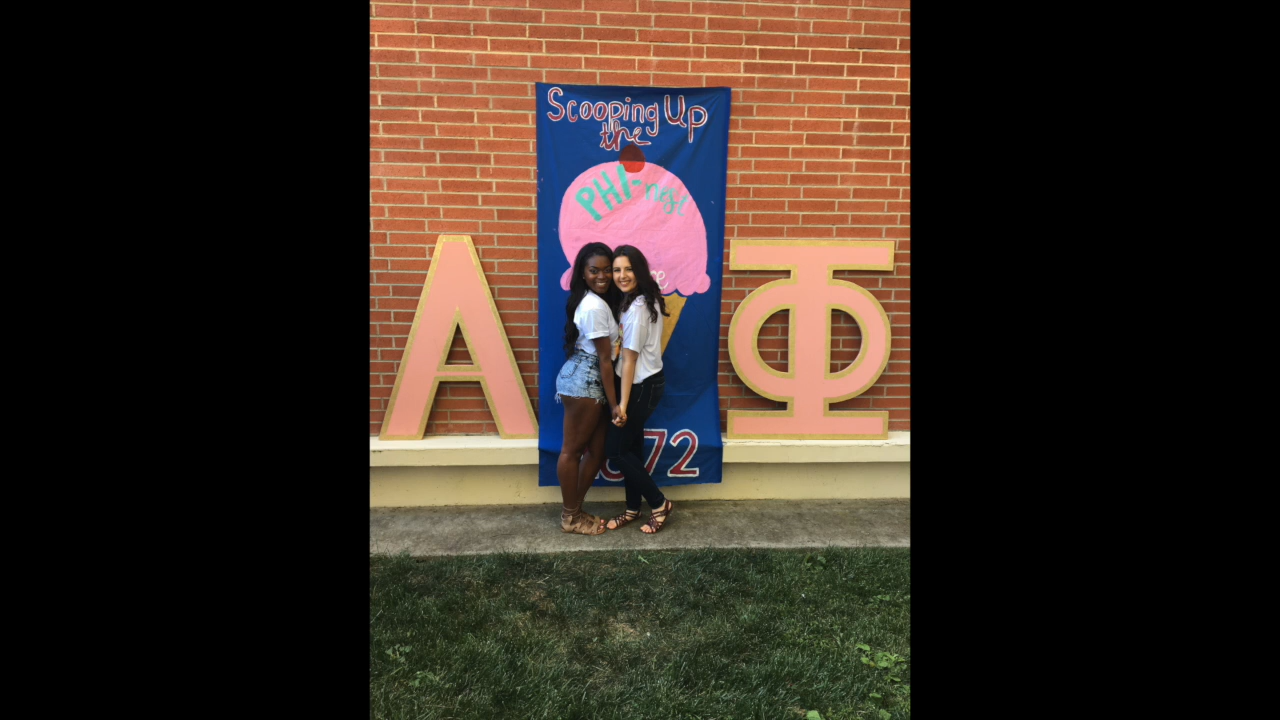 Scooping Up
the
PHI-nest
Α Φ
72